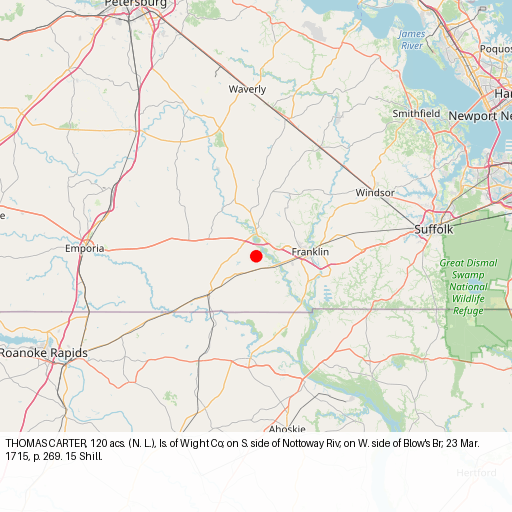 Petersburg
James
River
Poquos
Waverly
Har
Smithfield
Newport Ne
Windsor
Suffolk
Emporia
Franklin
Great Dismal
Swamp
National
Wildlife
Refuge
Roanoke Rapids
Ahoskie
THOMAS CARTER, 120 acs. (N. L.), Is. of Wight Co; on S. side of Nottoway Riv; on W. side of Blow's Br, 23 Mar.
1715, p. 269. 15 Shill.
Hertford